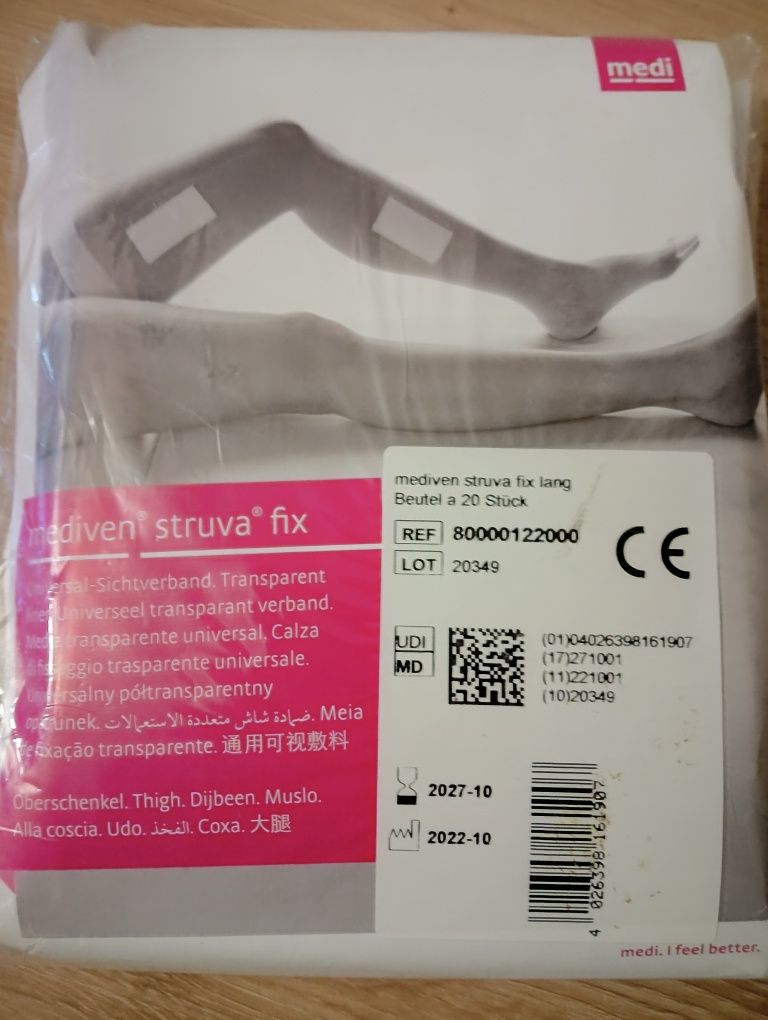 medi
mediven® struva® fix
Universal-Sichtverband. Transparent
liner. Universeel transparant verband.
Media transparente universal. Calza
di fissaggio trasparente universale.
Uniwersalny półtransparentny
opatrunek. ضمادة شاش متعددة الاستعمالات. Meia
de fixação transparente. 通用可视敷料
Oberschenkel. Thigh. Dijbeen. Muslo.
Alla coscia. Udo. الفخذ. Coxa. 大腿
mediven struva fix lang
Beutel a 20 Stück
REF 80000122000
LOT 20349
CE
UDI
MD
(01)04026398161907
(17)271001
(11)221001
(10)20349
2027-10
2022-10
4 026398 161907
medi. I feel better.